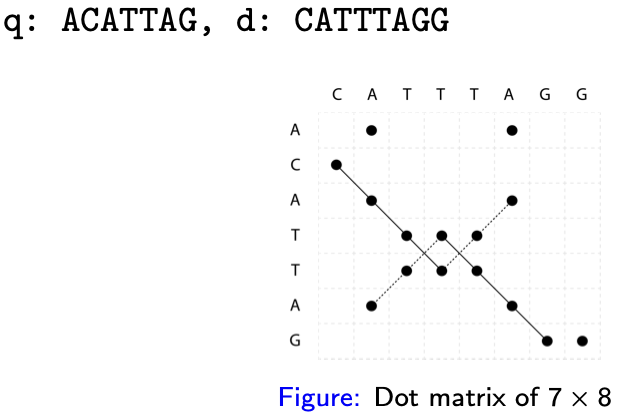 q: ACATTAG, d: CATTTAGG
C A T T T A G G
A
C
A
T
T
A
G
Figure: Dot matrix of 7 × 8